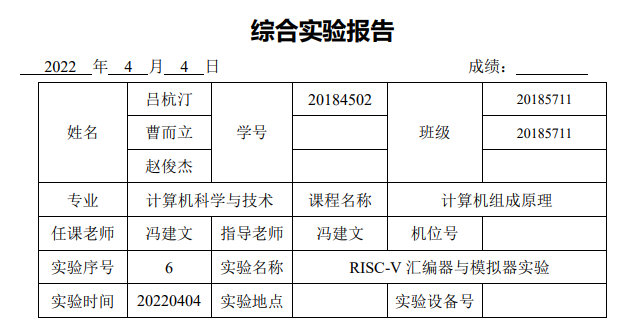 综合实验报告
2022 年 4 月 4 日 成绩：
姓名 吕杭汀 学号 20184502 班级 20185711
曹而立 20185711
赵俊杰
专业 计算机科学与技术 课程名称 计算机组成原理
任课老师 冯建文 指导老师 冯建文 机位号
实验序号 6 实验名称 RISC-V 汇编器与模拟器实验
实验时间 20220404 实验地点 实验设备号